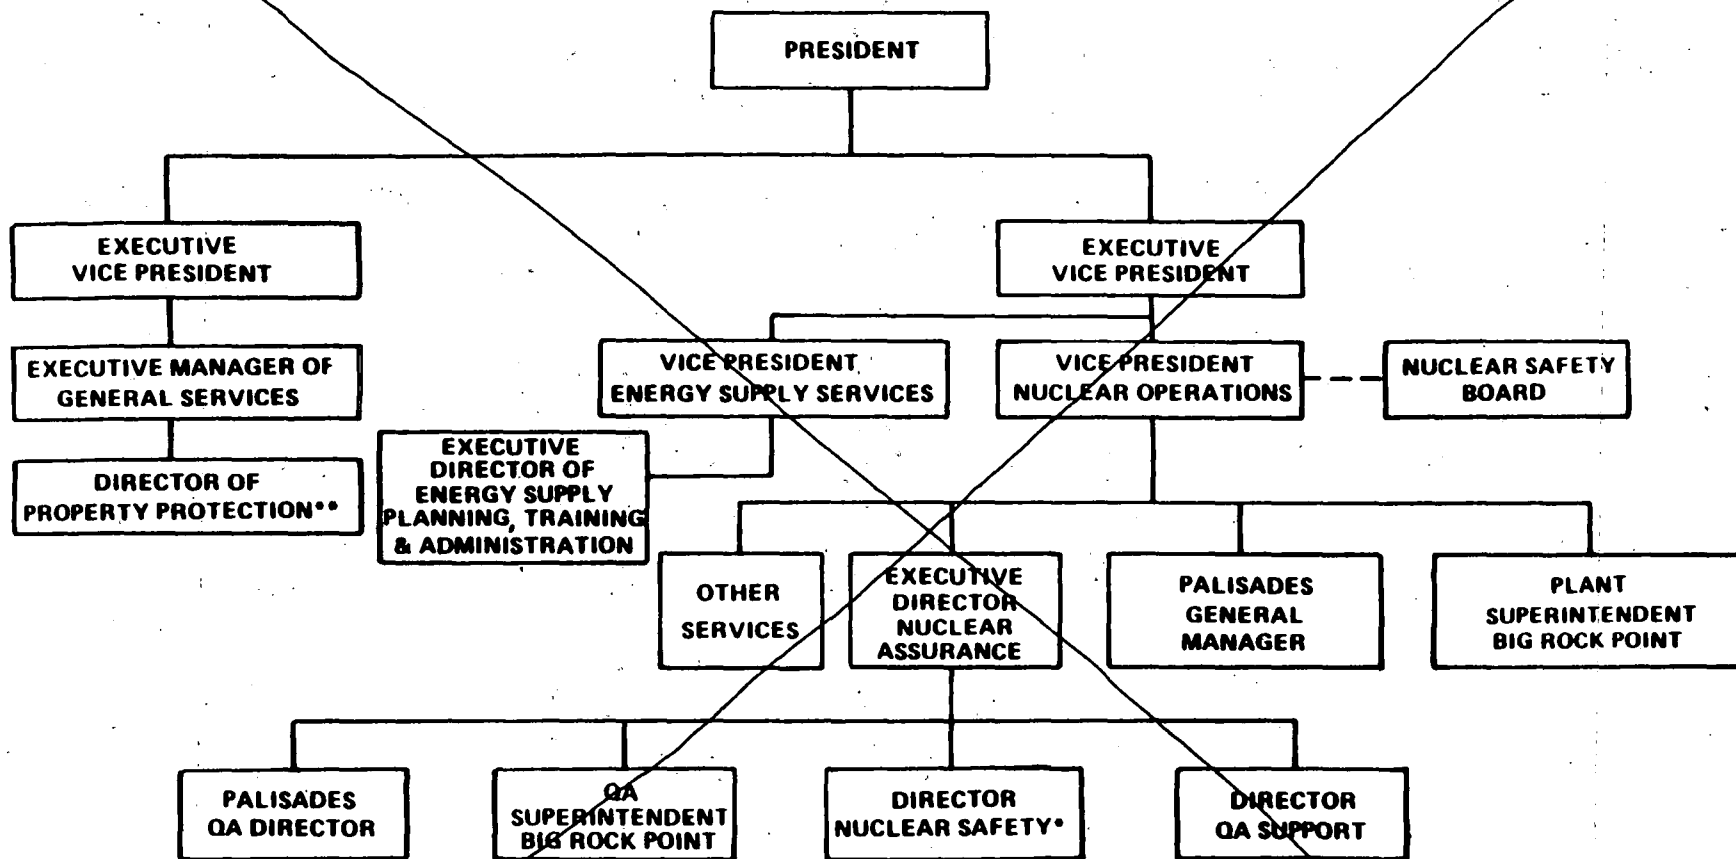 PRESIDENT
EXECUTIVE
VICE PRESIDENT
EXECUTIVE
VICE PRESIDENT
EXECUTIVE MANAGER OF
GENERAL SERVICES
VICE PRESIDENT
ENERGY SUPPLY SERVICES
VICE PRESIDENT
NUCLEAR OPERATIONS
NUCLEAR SAFETY
BOARD
DIRECTOR OF
PROPERTY PROTECTION**
EXECUTIVE
DIRECTOR OF
ENERGY SUPPLY
PLANNING, TRAINING
& ADMINISTRATION
OTHER
SERVICES
EXECUTIVE
DIRECTOR
NUCLEAR
ASSURANCE
PALISADES
GENERAL
MANAGER
PLANT
SUPERINTENDENT
BIG ROCK POINT
PALISADES
QA DIRECTOR
QA
SUPERINTENDENT
BIG ROCK POINT
DIRECTOR
NUCLEAR SAFETY*
DIRECTOR
QA SUPPORT